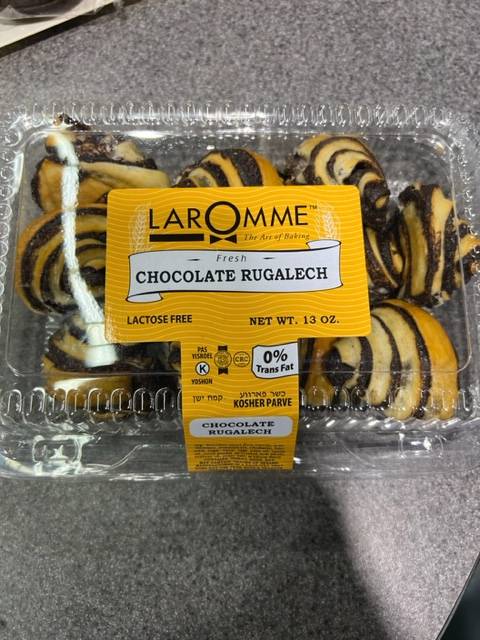 LAROMME™
The Art of Baking
Fresh
CHOCOLATE RUGALECH
LACTOSE FREE
NET WT. 13 OZ.
PAS
YISROEL
K
YOSHON
CRC
0%
Trans Fat
קמח ישן
כשר פארווע
KOSHER PARVE
CHOCOLATE
RUGALECH